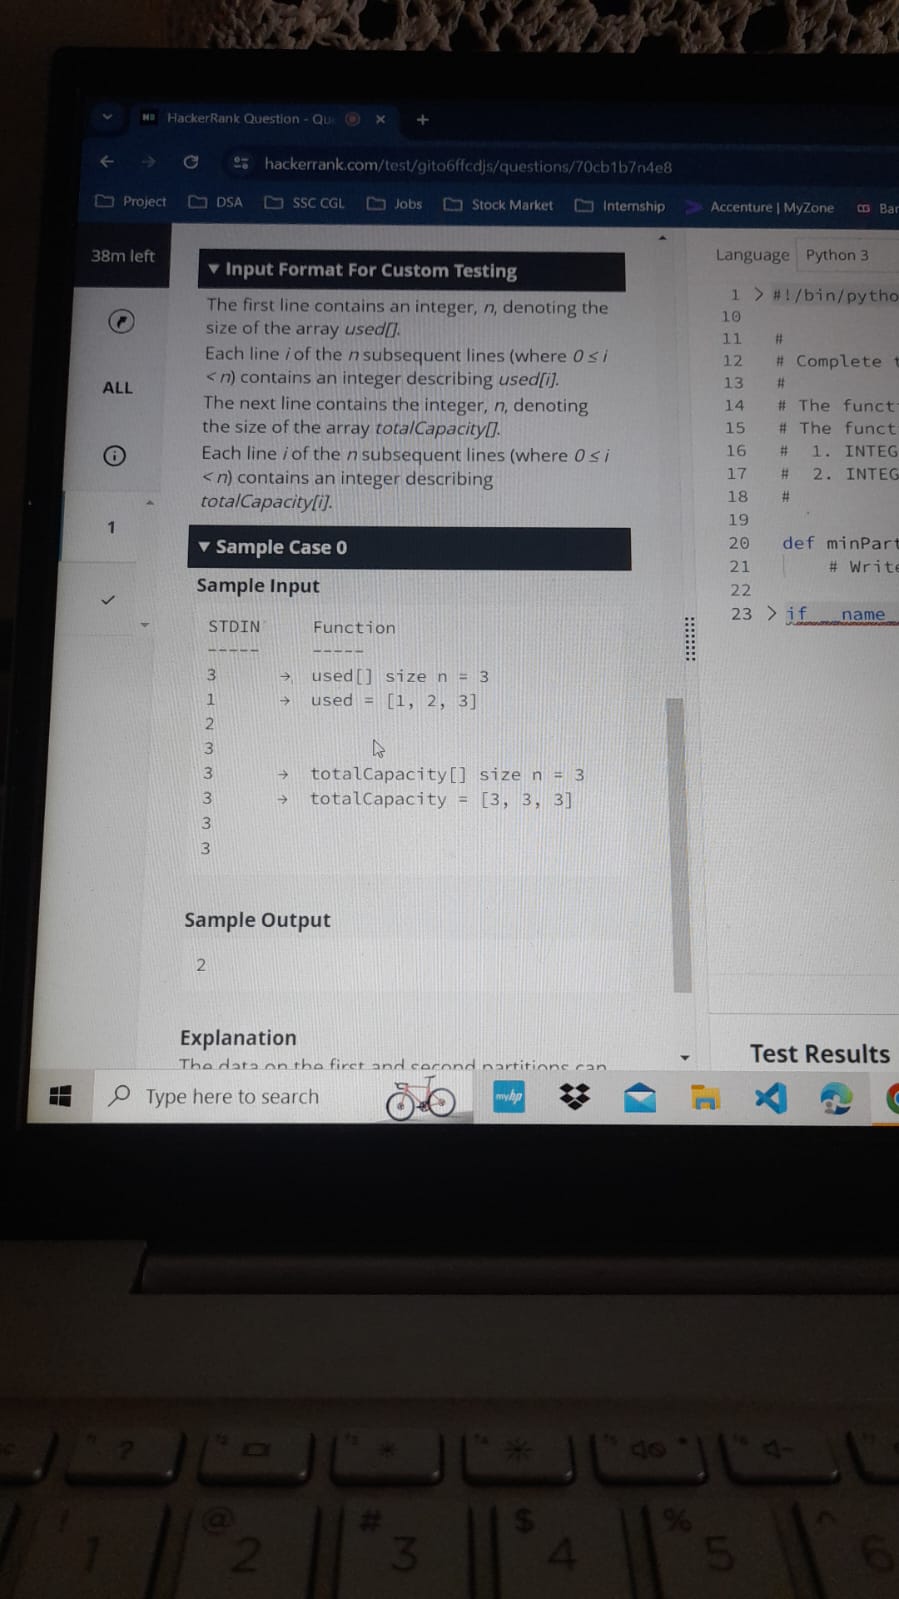 HackerRank Question - Que
hackerrank.com/test/gito6ffcdjs/questions/70cb1b7n4e8
Project DSA SSC CGL Jobs Stock Market Internship Accenture | MyZone Bar
38m left
ALL
1
Input Format For Custom Testing
The first line contains an integer, n, denoting the
size of the array used[].
Each line i of the n subsequent lines (where 0 ≤ i
< n) contains an integer describing used[i].
The next line contains the integer, n, denoting
the size of the array totalCapacity[].
Each line i of the n subsequent lines (where 0 ≤ i
< n) contains an integer describing
totalCapacity[i].
Sample Case 0
Sample Input
STDIN Function
----- -----
3 → used[] size n = 3
1 → used = [1, 2, 3]
2
3
3 → totalCapacity[] size n = 3
3 → totalCapacity = [3, 3, 3]
3
3
Sample Output
2
Explanation
The data on the first and second partitions can
Language Python 3
1 > #!/bin/pytho
10
11 #
12 # Complete t
13 #
14 # The funct
15 # The funct
16 # 1. INTEG
17 # 2. INTEG
18 #
19
20 def minPart
21 # Write
22
23 > if __name
Test Results
Type here to search
myhp
?
! @ # $ % ^
1 2 3 4 5 6